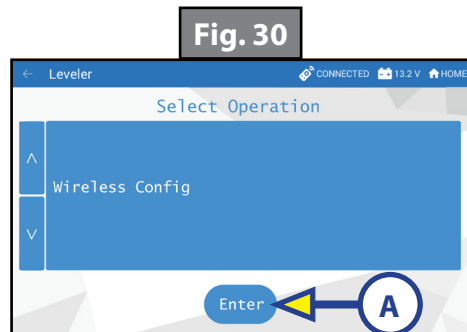 Fig. 30
← Leveler CONNECTED 13.2 V HOME
Select Operation
Wireless Config
Enter
A